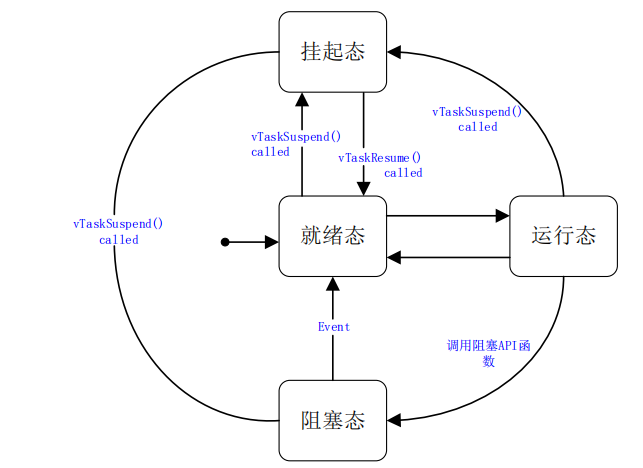 挂起态
vTaskSuspend()
called
vTaskSuspend()
called
vTaskResume()
called
vTaskSuspend()
called
就绪态
运行态
Event
调用阻塞API函
数
阻塞态